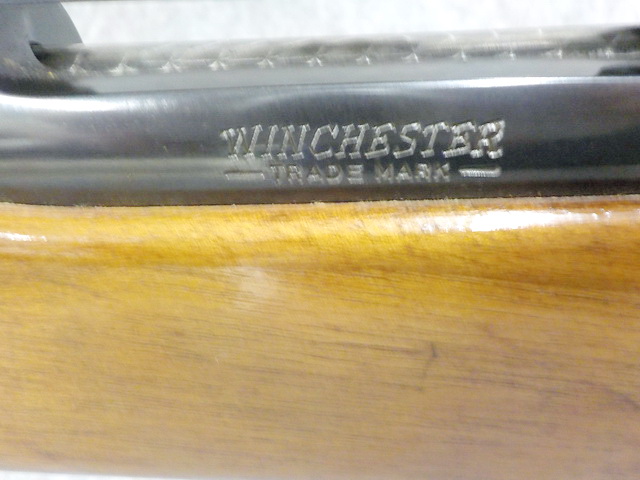 WINCHESTER
— TRADE MARK —